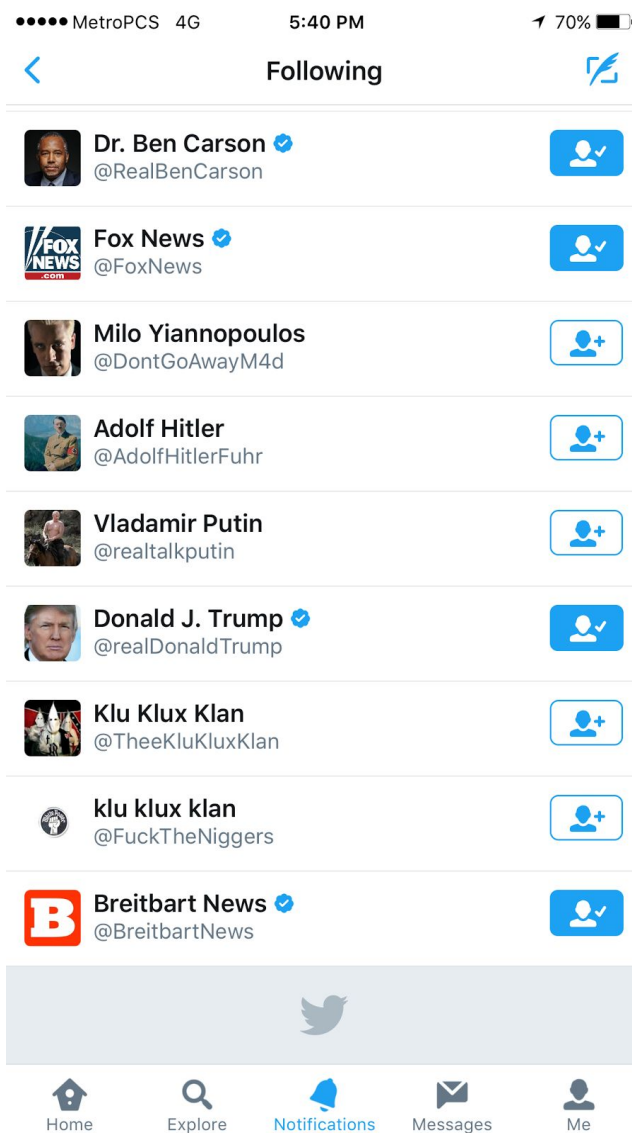 MetroPCS 4G 5:40 PM 70%
Following
Dr. Ben Carson
@RealBenCarson
FOX
NEWS
.com
Fox News
@FoxNews
Milo Yiannopoulos
@DontGoAwayM4d
Adolf Hitler
@AdolfHitlerFuhr
Vladamir Putin
@realtalkputin
Donald J. Trump
@realDonaldTrump
Klu Klux Klan
@TheeKluKluxKlan
klu klux klan
@FuckTheNiggers
B
Breitbart News
@BreitbartNews
Home Explore Notifications Messages Me